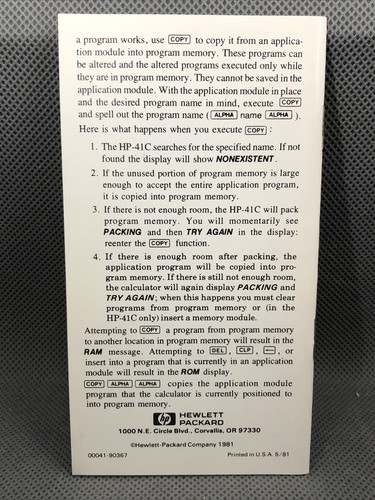 a program works, use COPY to copy it from an applica-
tion module into program memory. These programs can
be altered and the altered programs executed only while
they are in program memory. They cannot be saved in the
application module. With the application module in place
and the desired program name in mind, execute COPY
and spell out the program name ( ALPHA name ALPHA ).
Here is what happens when you execute COPY :
1. The HP-41C searches for the specified name. If not
found the display will show NONEXISTENT.
2. If the unused portion of program memory is large
enough to accept the entire application program,
it is copied into program memory.
3. If there is not enough room, the HP-41C will pack
program memory. You will momentarily see
PACKING and then TRY AGAIN in the display:
reenter the COPY function.
4. If there is enough room after packing, the
application program will be copied into pro-
gram memory. If there still is not enough room,
the calculator will again display PACKING and
TRY AGAIN; when this happens you must clear
programs from program memory or (in the
HP-41C only) insert a memory module.
Attempting to COPY a program from program memory
to another location in program memory will result in the
RAM message. Attempting to DEL , CLP , ← , or
insert into a program that is currently in an application
module will result in the ROM display.
COPY ALPHA ALPHA copies the application module
program that the calculator is currently positioned to
into program memory.
hp HEWLETT
PACKARD
1000 N.E. Circle Blvd., Corvallis, OR 97330
©Hewlett-Packard Company 1981
00041-90367 Printed in U.S.A. 5/81